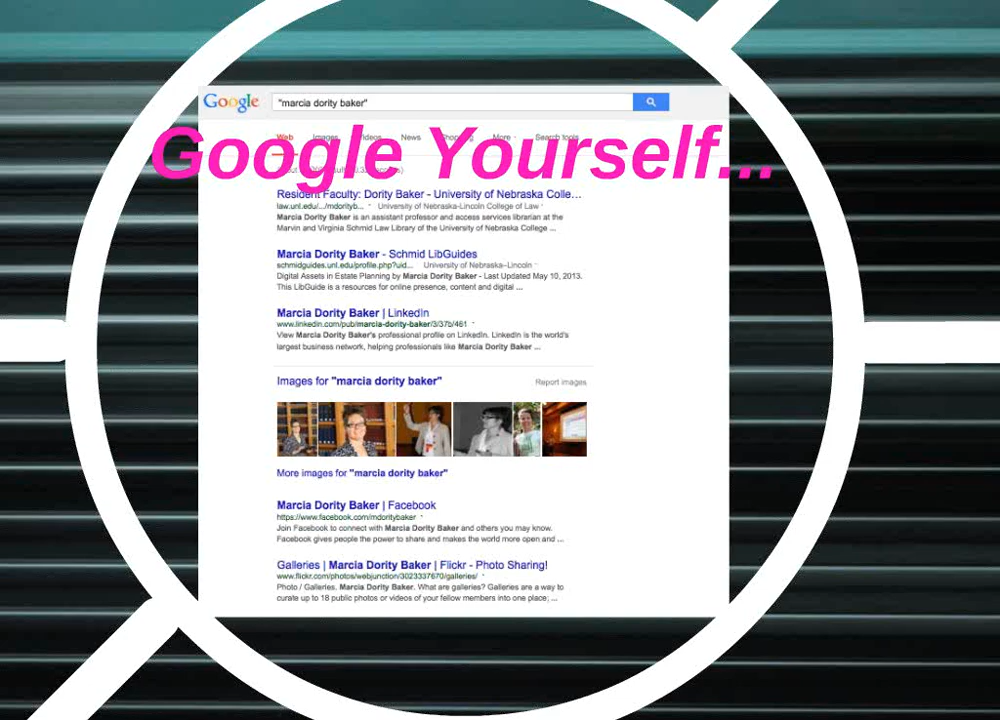 Google "marcia dority baker"
Web Images Videos News Shopping More Search tools
Google Yourself...
Resident Faculty: Dority Baker - University of Nebraska Colle...
law.unl.edu/.../mdorityb... University of Nebraska-Lincoln College of Law
Marcia Dority Baker is an assistant professor and access services librarian at the
Marvin and Virginia Schmid Law Library of the University of Nebraska College ...
Marcia Dority Baker - Schmid LibGuides
schmidguides.unl.edu/profile.php?uid... University of Nebraska–Lincoln
Digital Assets in Estate Planning by Marcia Dority Baker - Last Updated May 10, 2013.
This LibGuide is a resources for online presence, content and digital ...
Marcia Dority Baker | LinkedIn
www.linkedin.com/pub/marcia-dority-baker/3/37b/461
View Marcia Dority Baker's professional profile on LinkedIn. LinkedIn is the world's
largest business network, helping professionals like Marcia Dority Baker ...
Images for "marcia dority baker" Report images
More images for "marcia dority baker"
Marcia Dority Baker | Facebook
https://www.facebook.com/mdoritybaker
Join Facebook to connect with Marcia Dority Baker and others you may know.
Facebook gives people the power to share and makes the world more open and ...
Galleries | Marcia Dority Baker | Flickr - Photo Sharing!
www.flickr.com/photos/webjunction/3023337670/galleries/
Photo / Galleries. Marcia Dority Baker. What are galleries? Galleries are a way to
curate up to 18 public photos or videos of your fellow members into one place; ...